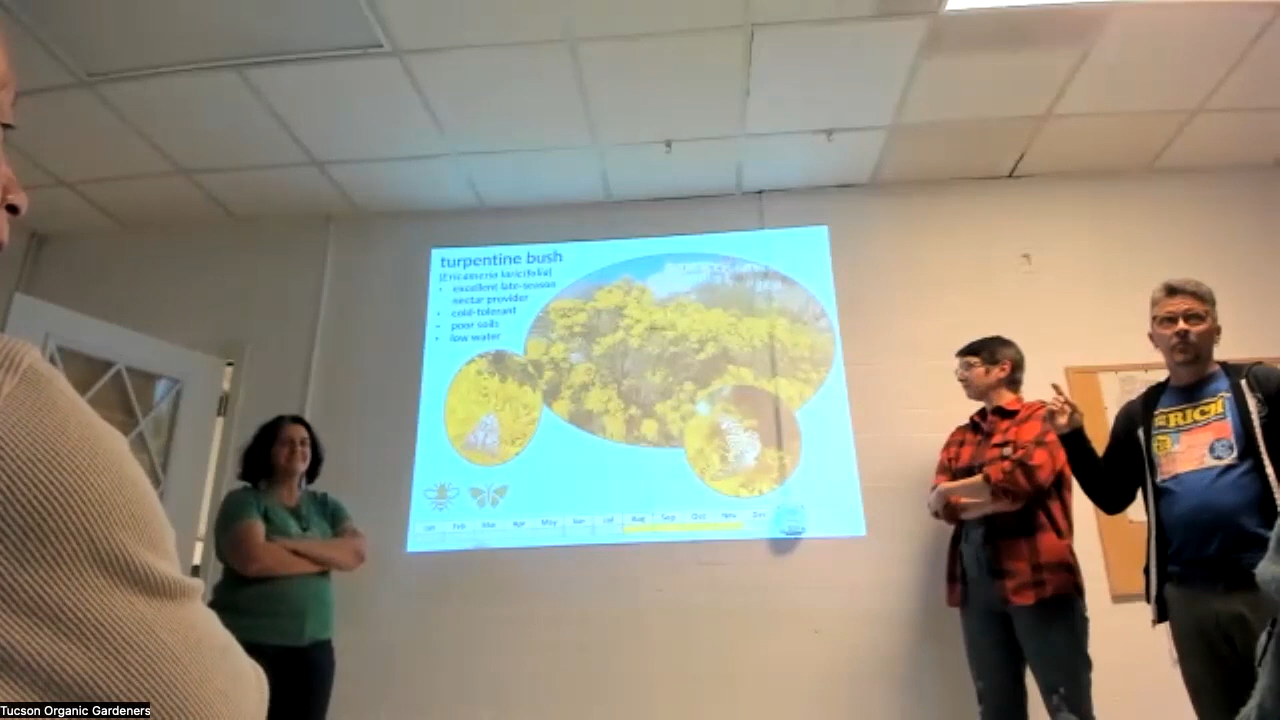 turpentine bush
(Ericameria laricifolia)
• excellent late-season
nectar provider
• cold-tolerant
• poor soils
• low water
Jan Feb Mar Apr May Jun Jul Aug Sep Oct Nov Dec
RICH
Tucson Organic Gardeners